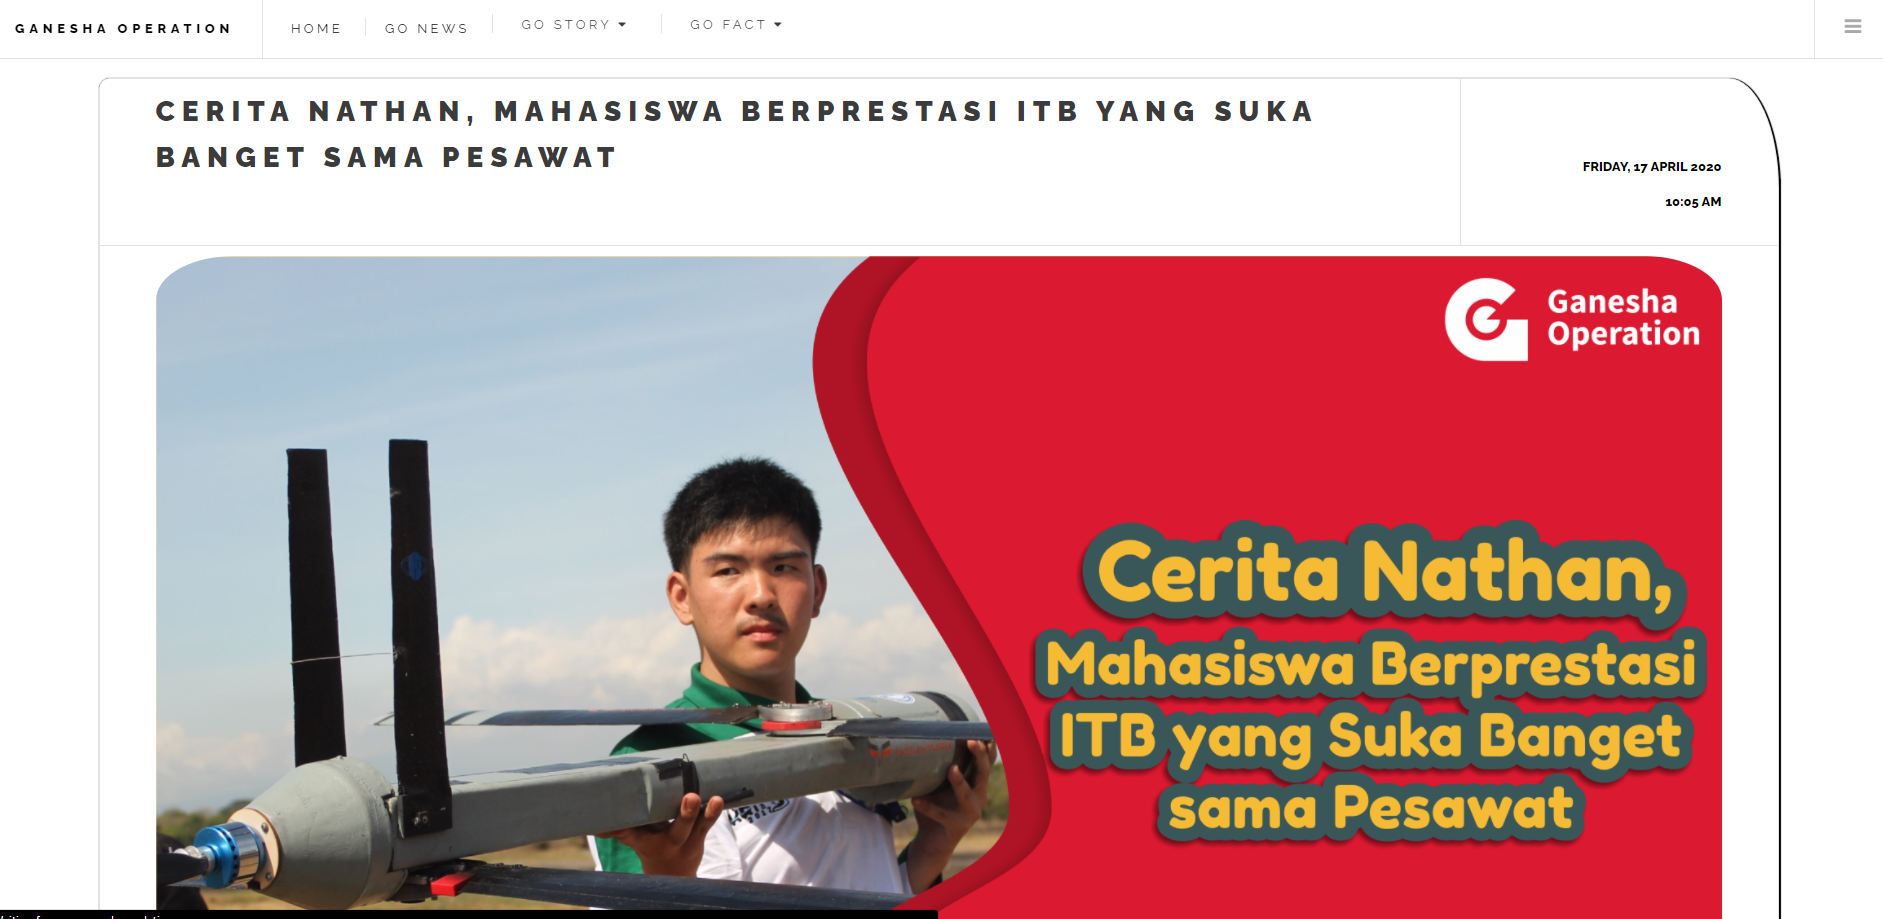 GANESHA OPERATION
HOME
GO NEWS
GO STORY
GO FACT
CERITA NATHAN, MAHASISWA BERPRESTASI ITB YANG SUKA
BANGET SAMA PESAWAT
FRIDAY, 17 APRIL 2020
10:05 AM
Ganesha
Operation
Cerita Nathan,
Mahasiswa Berprestasi
ITB yang Suka Banget
sama Pesawat